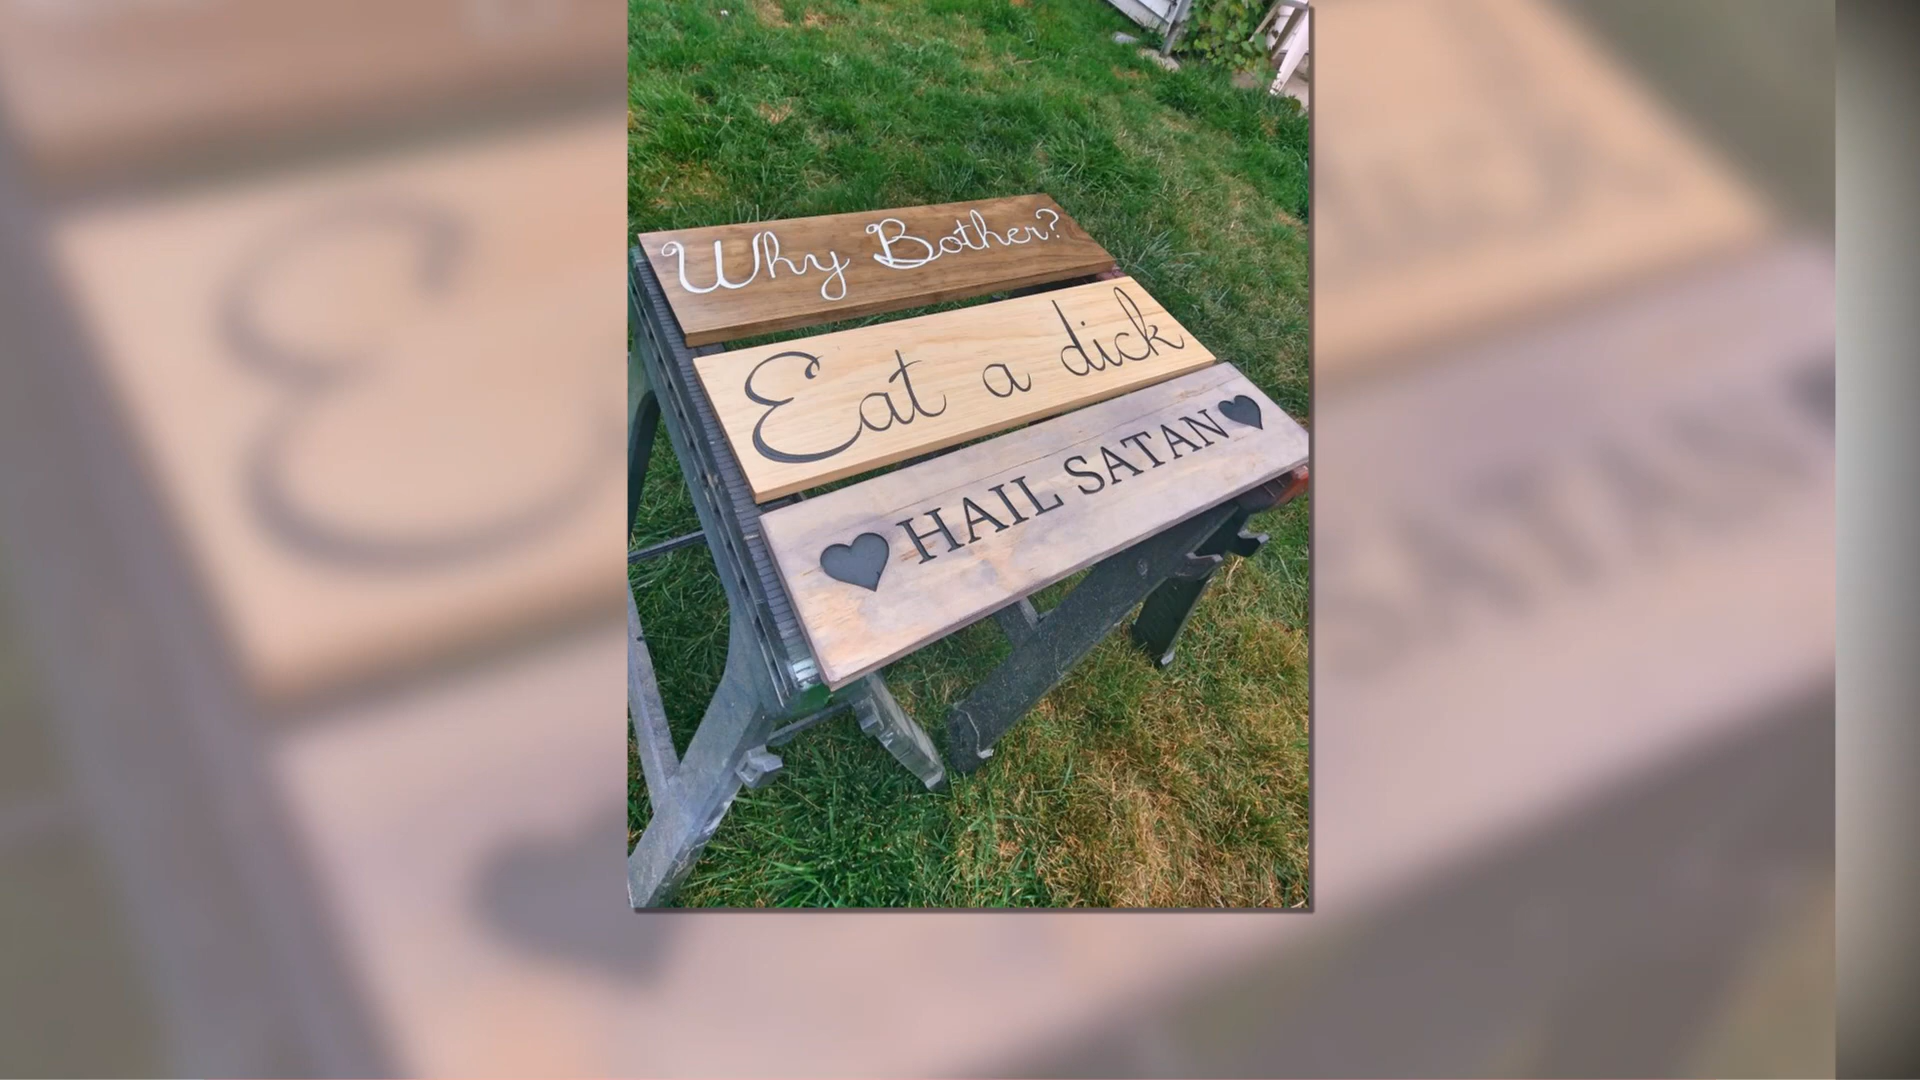 Why Bother?
Eat a dick
♥ HAIL SATAN ♥